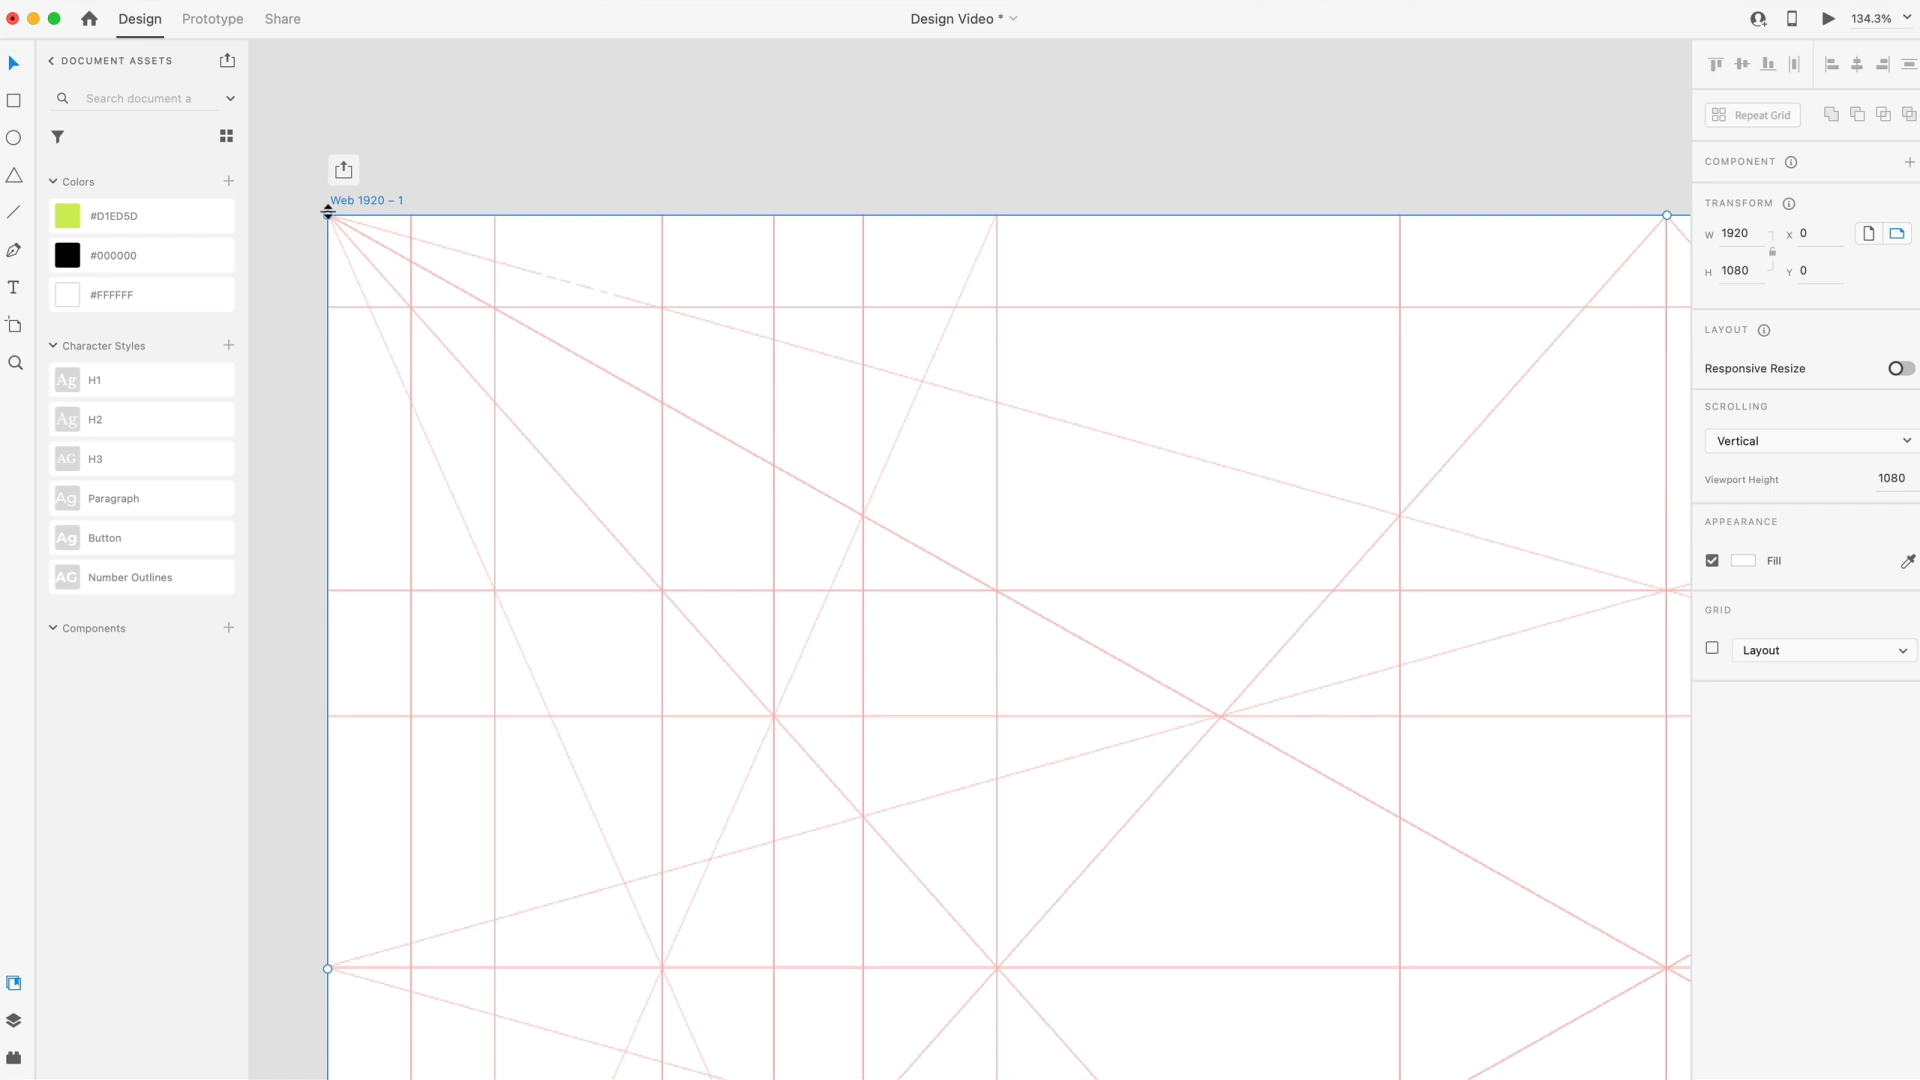 Design Prototype Share Design Video * 134.3%
DOCUMENT ASSETS
Search document a
Colors
#D1ED5D
#000000
#FFFFFF
Character Styles
Ag H1
Ag H2
AG H3
Ag Paragraph
Ag Button
AG Number Outlines
Components
Web 1920 – 1
Repeat Grid
COMPONENT
TRANSFORM
W 1920 X 0
H 1080 Y 0
LAYOUT
Responsive Resize
SCROLLING
Vertical
Viewport Height 1080
APPEARANCE
Fill
GRID
Layout